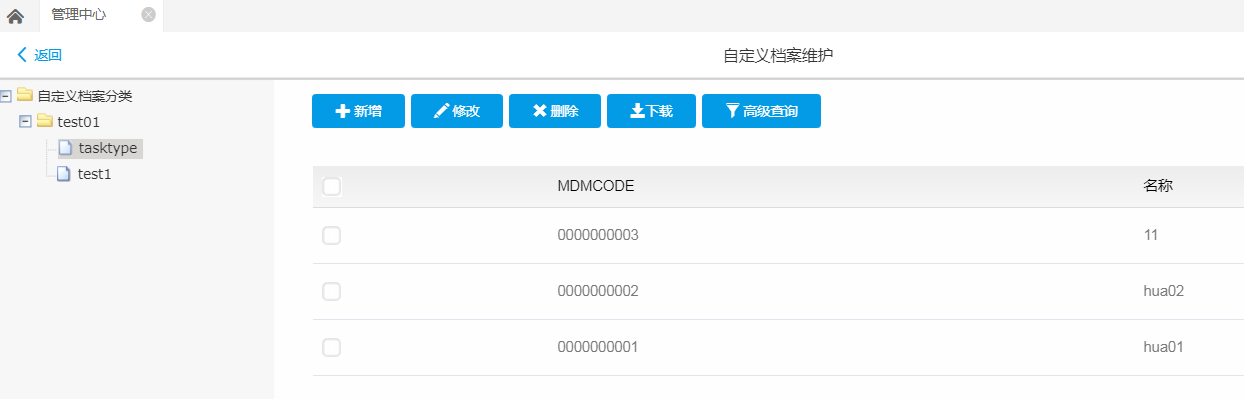 管理中心
返回
自定义档案维护
自定义档案分类
test01
tasktype
test1
新增 修改 删除 下载 高级查询
MDMCODE 名称
0000000003 11
0000000002 hua02
0000000001 hua01